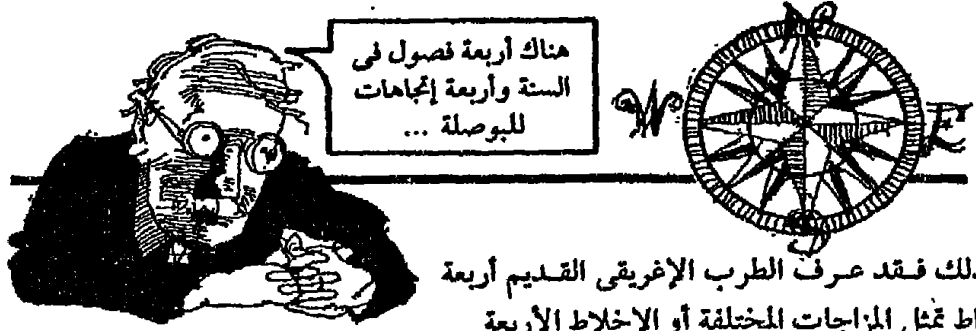 هناك أربعة فصول فى
السنة وأربعة إتجاهات
للبوصلة ...
N
W
E
S
لك فقد عرف الطرب الإغريقى القديم أربعة
اط تمثل المزاجات المختلفة أو الاخلاط الأربعة